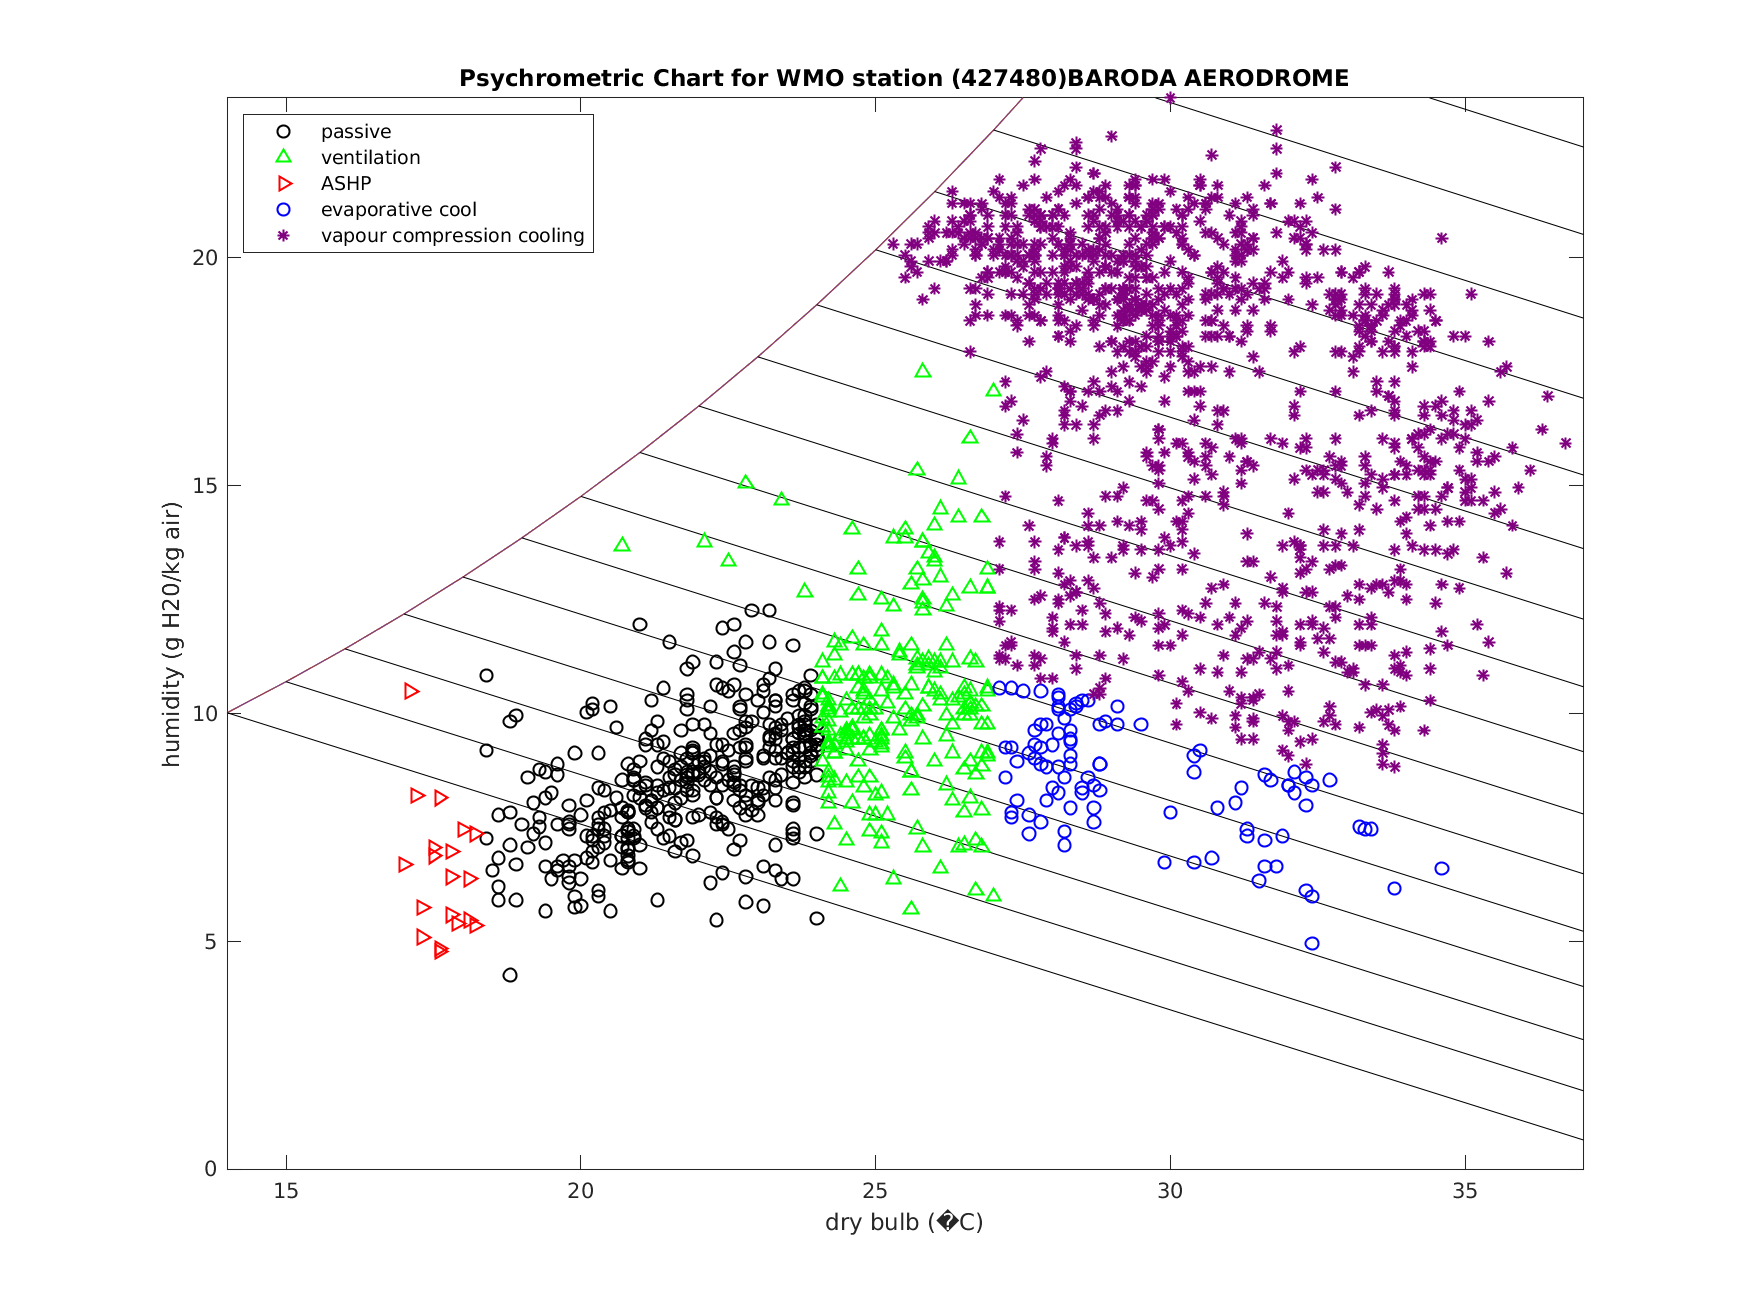 Psychrometric Chart for WMO station (427480)BARODA AERODROME
passive
ventilation
ASHP
evaporative cool
vapour compression cooling
humidity (g H20/kg air)
20
15
10
5
0
15 20 25 30 35
dry bulb (�C)